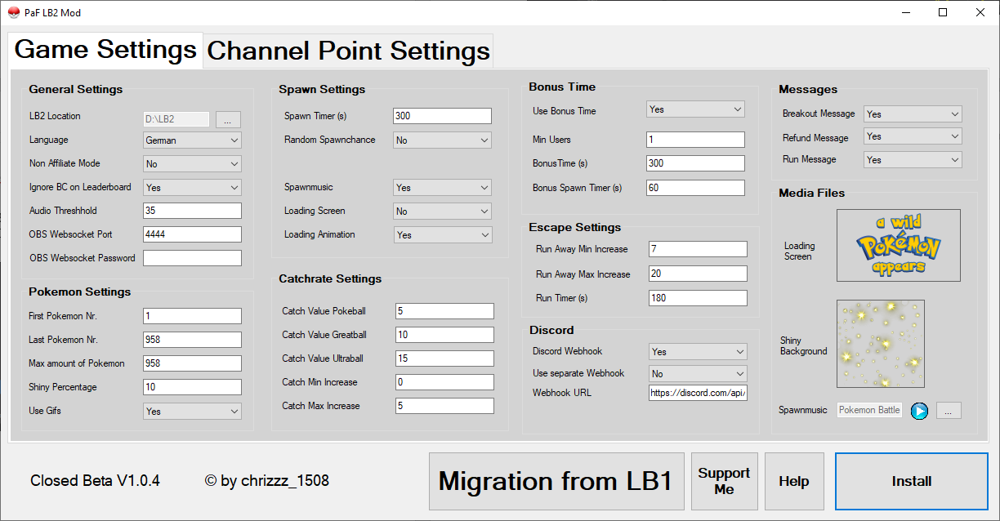 PaF LB2 Mod
Game Settings
Channel Point Settings
General Settings
LB2 Location D:\LB2 ...
Language German
Non Affiliate Mode No
Ignore BC on Leaderboard Yes
Audio Threshhold 35
OBS Websocket Port 4444
OBS Websocket Password
Pokemon Settings
First Pokemon Nr. 1
Last Pokemon Nr. 958
Max amount of Pokemon 958
Shiny Percentage 10
Use Gifs Yes
Spawn Settings
Spawn Timer (s) 300
Random Spawnchance No
Spawnmusic Yes
Loading Screen No
Loading Animation Yes
Catchrate Settings
Catch Value Pokeball 5
Catch Value Greatball 10
Catch Value Ultraball 15
Catch Min Increase 0
Catch Max Increase 5
Bonus Time
Use Bonus Time Yes
Min Users 1
BonusTime (s) 300
Bonus Spawn Timer (s) 60
Escape Settings
Run Away Min Increase 7
Run Away Max Increase 20
Run Timer (s) 180
Discord
Discord Webhook Yes
Use separate Webhook No
Webhook URL https://discord.com/api/
Messages
Breakout Message Yes
Refund Message Yes
Run Message Yes
Media Files
Loading
Screen
a wild
POKéMON
appears
Shiny
Background
Spawnmusic Pokemon Battle ...
Closed Beta V1.0.4
© by chrizzz_1508
Migration from LB1
Support
Me
Help
Install